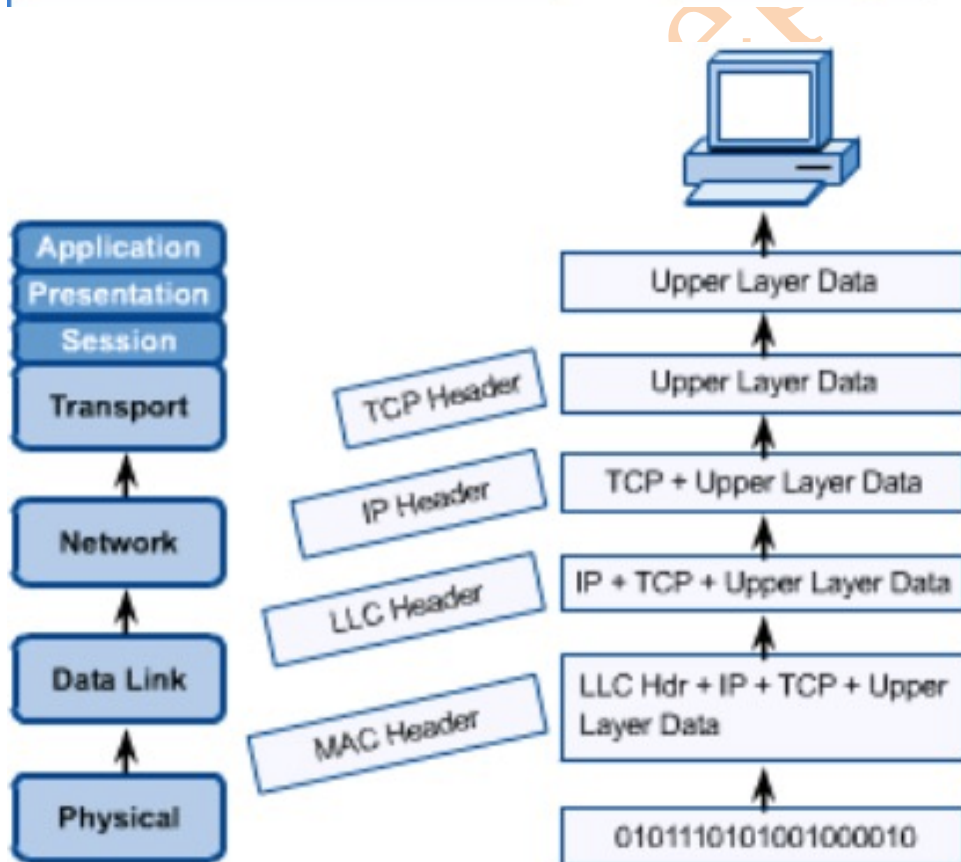 Application
Presentation
Session
Transport
Network
Data Link
Physical
TCP Header
IP Header
LLC Header
MAC Header
Upper Layer Data
Upper Layer Data
TCP + Upper Layer Data
IP + TCP + Upper Layer Data
LLC Hdr + IP + TCP + Upper
Layer Data
0101110101001000010